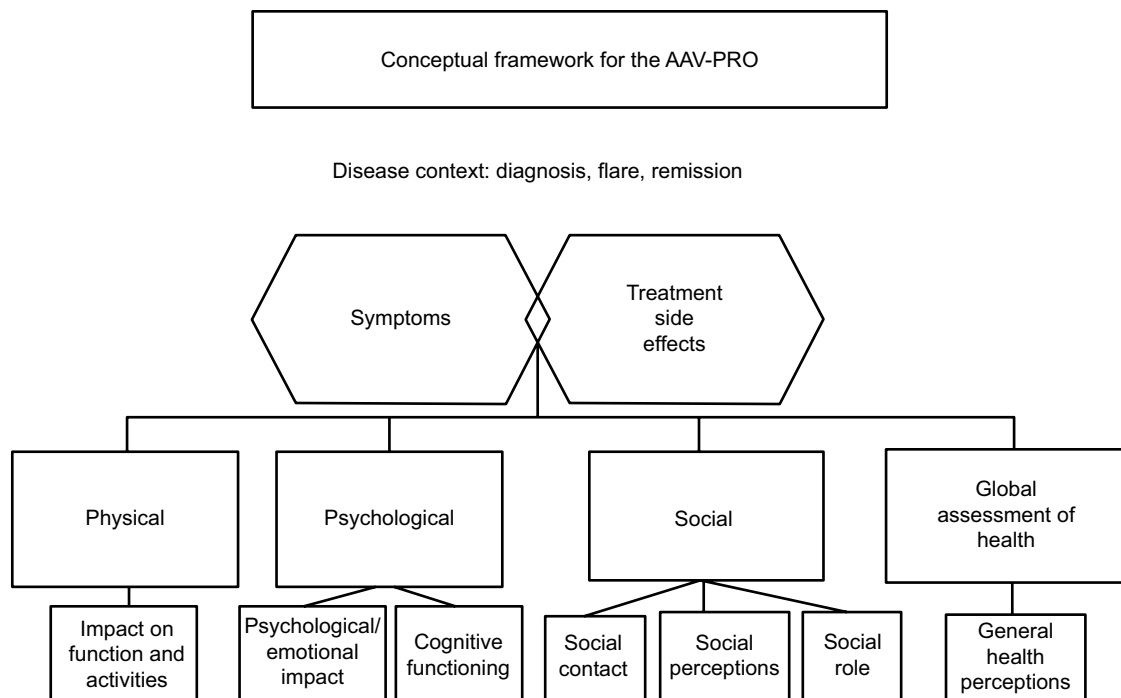 Conceptual framework for the AAV-PRO
Disease context: diagnosis, flare, remission
Symptoms
Treatment
side
effects
Physical
Psychological
Social
Global
assessment of
health
Impact on
function and
activities
Psychological/
emotional
impact
Cognitive
functioning
Social
contact
Social
perceptions
Social
role
General
health
perceptions